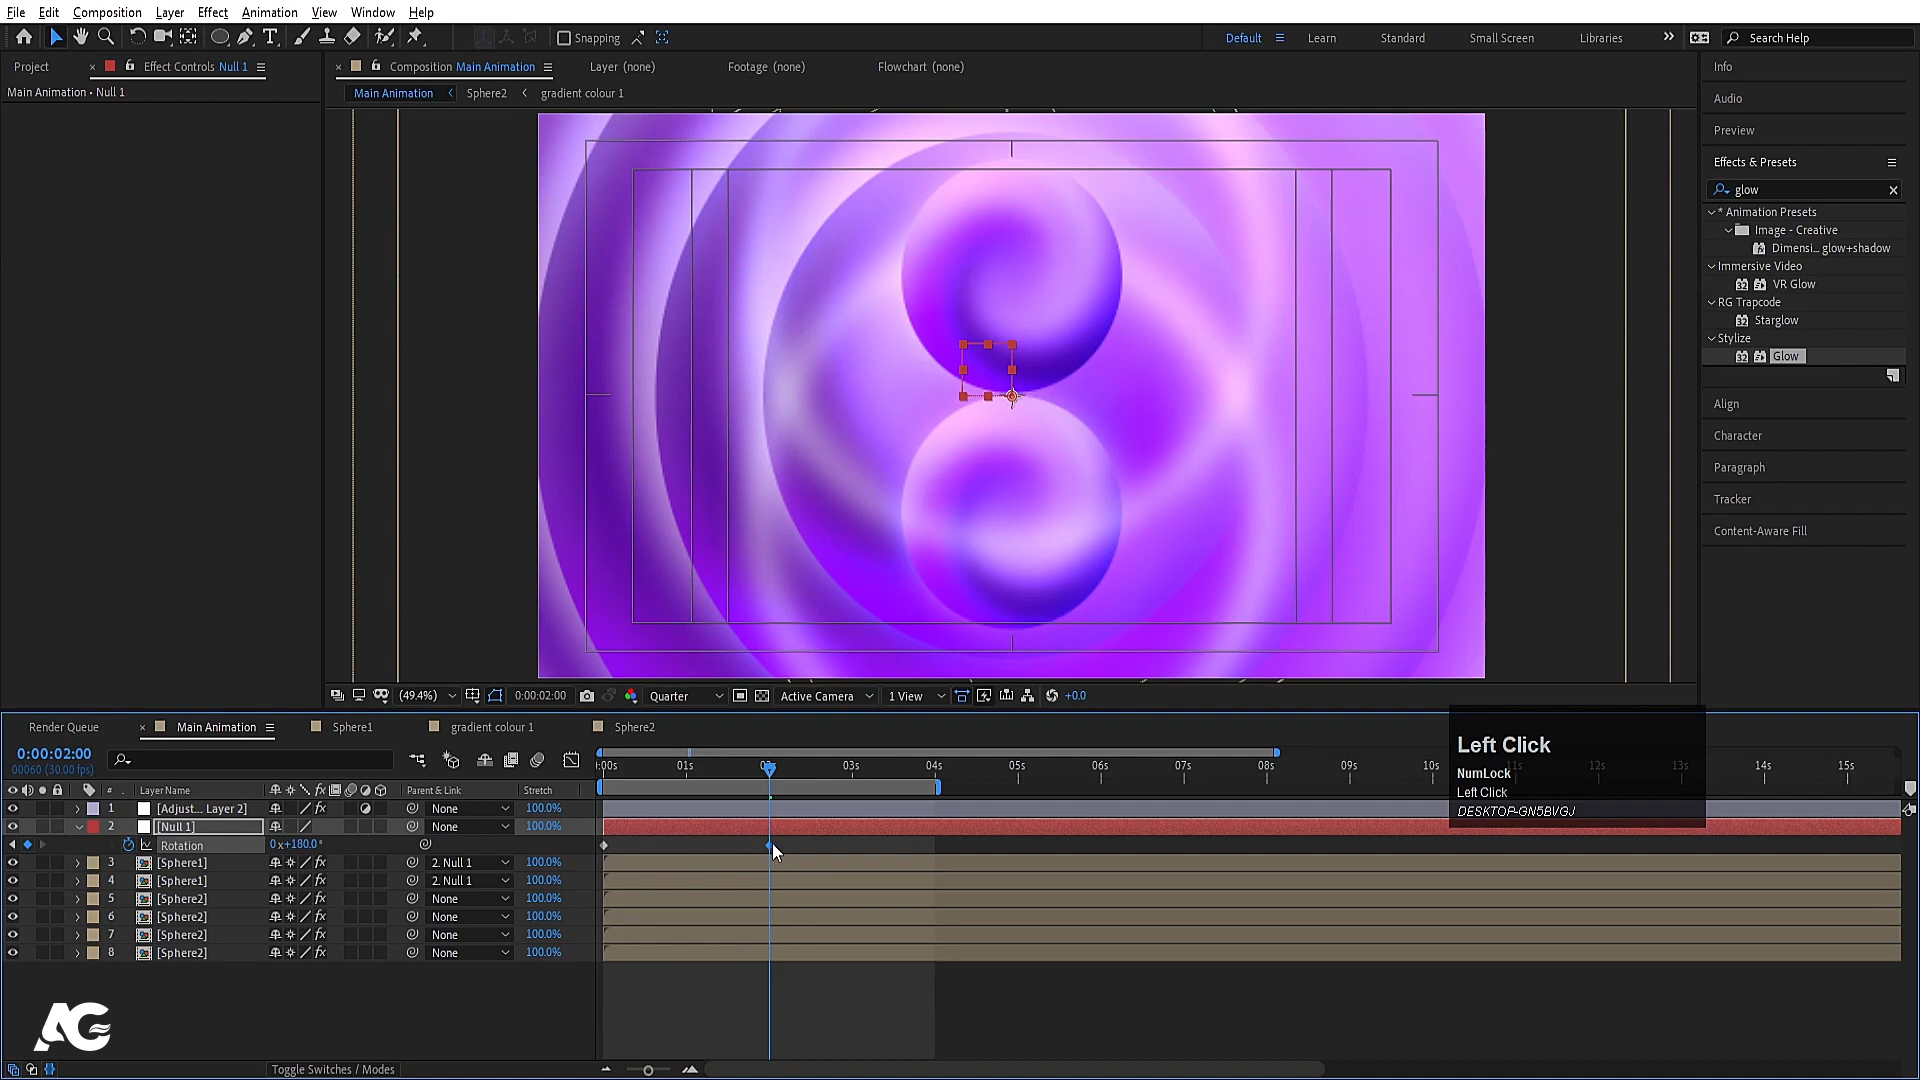 File Edit Composition Layer Effect Animation View Window Help
Snapping
Default Learn Standard Small Screen Libraries Search Help
Project Effect Controls Null 1
Main Animation • Null 1
Composition Main Animation Layer (none) Footage (none) Flowchart (none)
Main Animation Sphere2 gradient colour 1
Info
Audio
Preview
Effects & Presets
glow
* Animation Presets
Image - Creative
Dimensi... glow+shadow
Immersive Video
32 VR Glow
RG Trapcode
32 Starglow
Stylize
32 Glow
Align
Character
Paragraph
Tracker
Content-Aware Fill
(49.4%) 0:00:02:00 Quarter Active Camera 1 View +0.0
Render Queue Main Animation Sphere1 gradient colour 1 Sphere2
0:00:02:00
00060 (30.00 fps)
Left Click
NumLock
Left Click
DESKTOP-GN5BVGJ
:00s 01s 03s 04s 05s 06s 07s 08s 09s 10s 11s 12s 13s 14s 15s
# Layer Name Parent & Link Stretch
1 [Adjust... Layer 2] None 100.0%
2 [Null 1] None 100.0%
Rotation 0x+180.0°
3 [Sphere1] 2. Null 1 100.0%
4 [Sphere1] 2. Null 1 100.0%
5 [Sphere2] None 100.0%
6 [Sphere2] None 100.0%
7 [Sphere2] None 100.0%
8 [Sphere2] None 100.0%
AG
Toggle Switches / Modes